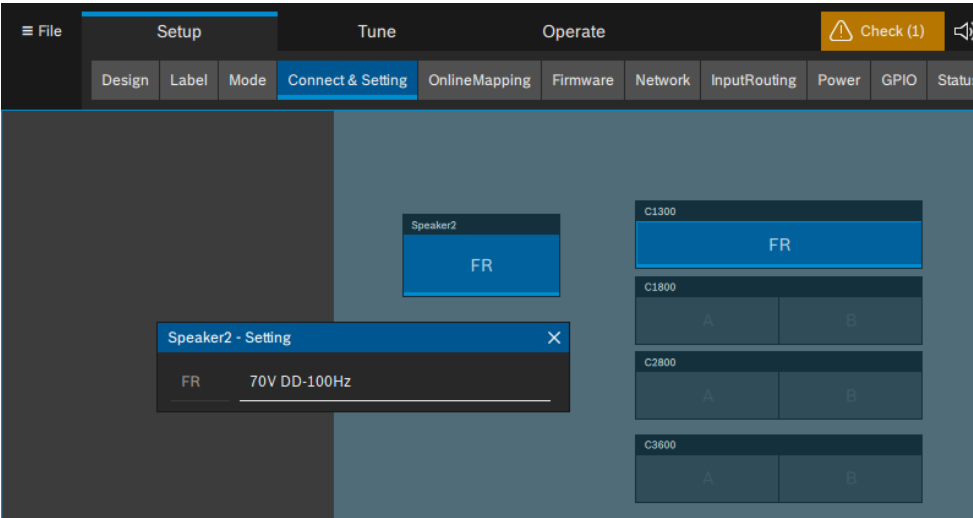 ≡ File
Setup
Tune
Operate
Check (1)
Design
Label
Mode
Connect & Setting
OnlineMapping
Firmware
Network
InputRouting
Power
GPIO
Statu
Speaker2
FR
C1300
FR
C1800
A
B
Speaker2 - Setting
FR
70V DD-100Hz
C2800
A
B
C3600
A
B